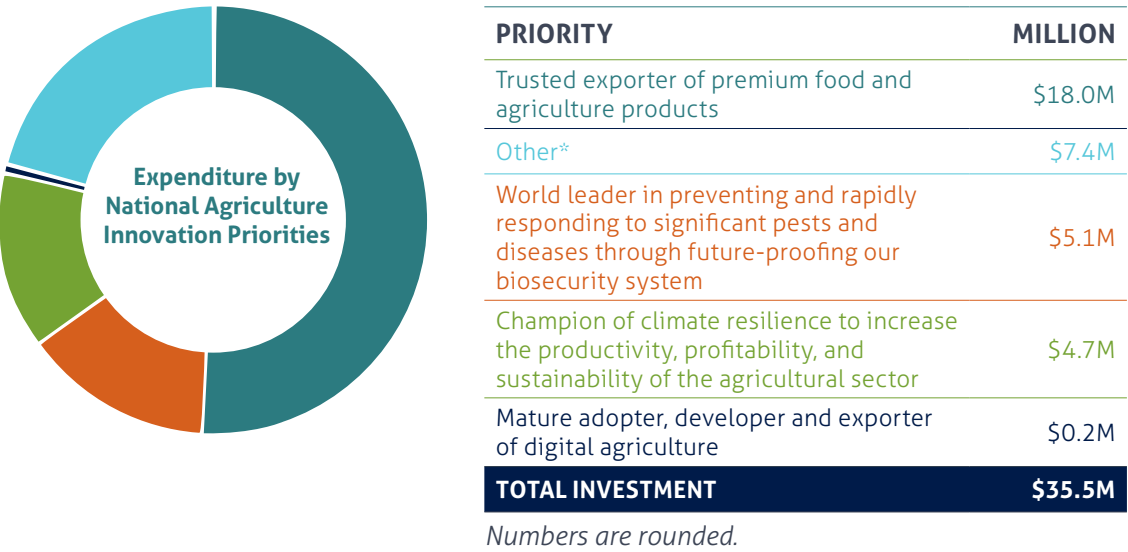 Expenditure by
National Agriculture
Innovation Priorities
PRIORITY MILLION
Trusted exporter of premium food and
agriculture products
$18.0M
Other* $7.4M
World leader in preventing and rapidly
responding to significant pests and
diseases through future-proofing our
biosecurity system
$5.1M
Champion of climate resilience to increase
the productivity, profitability, and
sustainability of the agricultural sector
$4.7M
Mature adopter, developer and exporter
of digital agriculture
$0.2M
TOTAL INVESTMENT $35.5M
Numbers are rounded.